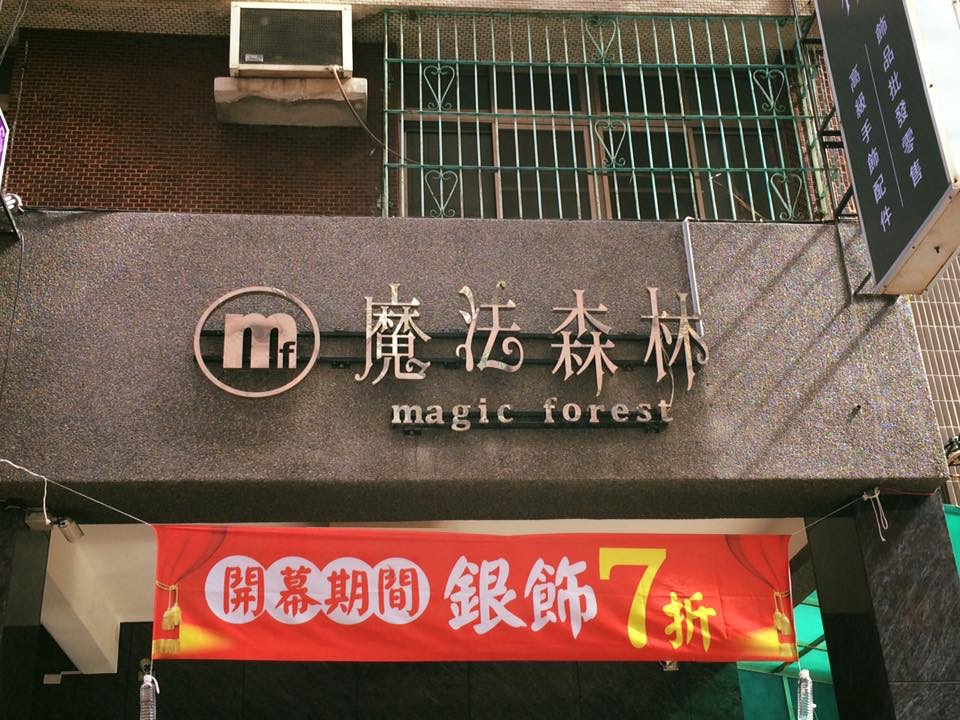 飾品批發零售
高級手飾配件
mf
魔法森林
magic forest
開幕期間 銀飾7折